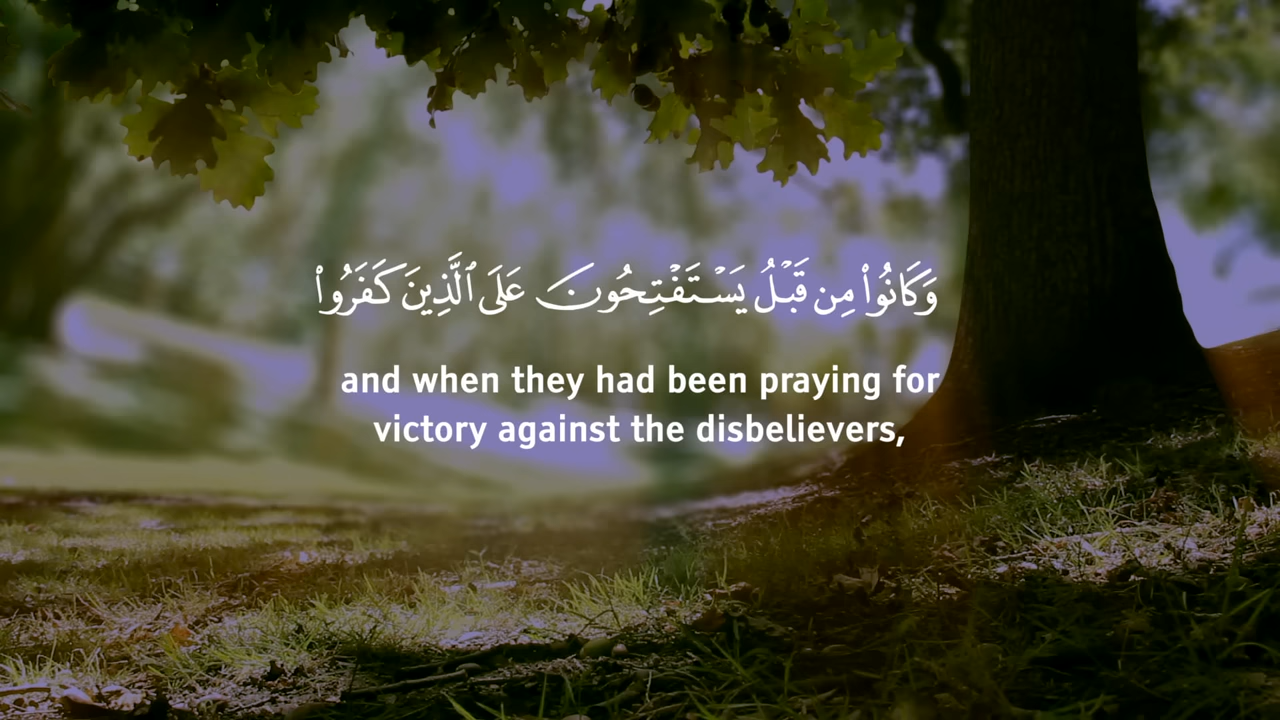 وَكَانُوا۟ مِن قَبْلُ يَسْتَفْتِحُونَ عَلَى ٱلَّذِينَ كَفَرُوا۟
and when they had been praying for
victory against the disbelievers,